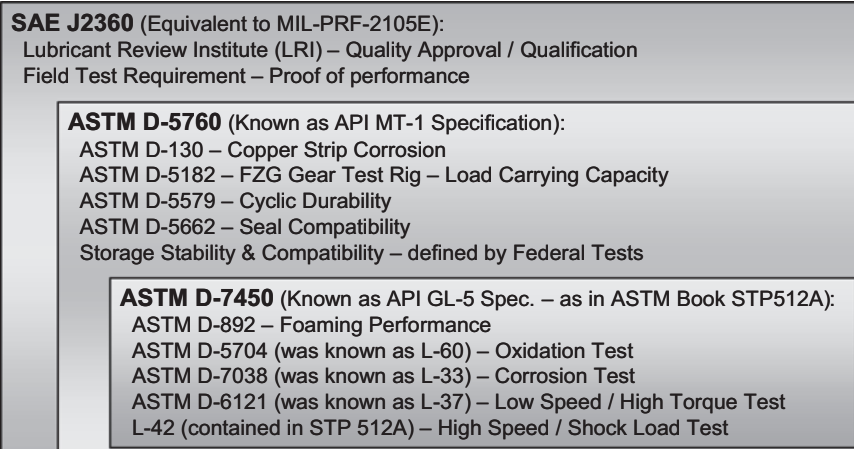 SAE J2360 (Equivalent to MIL-PRF-2105E):
Lubricant Review Institute (LRI) – Quality Approval / Qualification
Field Test Requirement – Proof of performance
ASTM D-5760 (Known as API MT-1 Specification):
ASTM D-130 – Copper Strip Corrosion
ASTM D-5182 – FZG Gear Test Rig – Load Carrying Capacity
ASTM D-5579 – Cyclic Durability
ASTM D-5662 – Seal Compatibility
Storage Stability & Compatibility – defined by Federal Tests
ASTM D-7450 (Known as API GL-5 Spec. – as in ASTM Book STP512A):
ASTM D-892 – Foaming Performance
ASTM D-5704 (was known as L-60) – Oxidation Test
ASTM D-7038 (was known as L-33) – Corrosion Test
ASTM D-6121 (was known as L-37) – Low Speed / High Torque Test
L-42 (contained in STP 512A) – High Speed / Shock Load Test